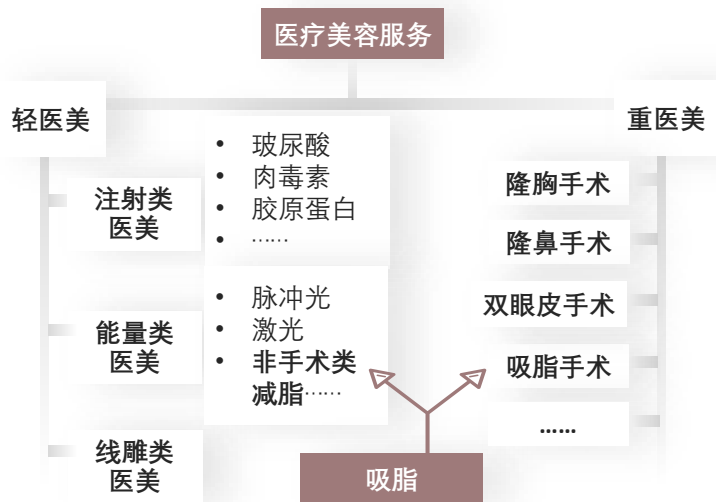 医疗美容服务
轻医美
重医美
注射类
医美
• 玻尿酸
• 肉毒素
• 胶原蛋白
• ……
能量类
医美
• 脉冲光
• 激光
• 非手术类
减脂……
线雕类
医美
隆胸手术
隆鼻手术
双眼皮手术
吸脂手术
……
吸脂